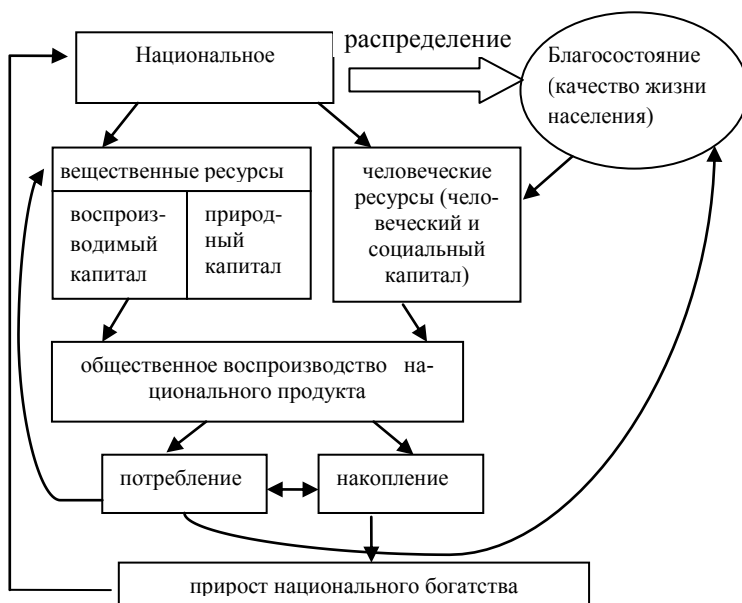 Национальное
распределение
Благосостояние
(качество жизни
населения)
вещественные ресурсы
воспроиз-
водимый
капитал
природ-
ный
капитал
человеческие
ресурсы (чело-
веческий и
социальный
капитал)
общественное воспроизводство на-
ционального продукта
потребление
накопление
прирост национального богатства